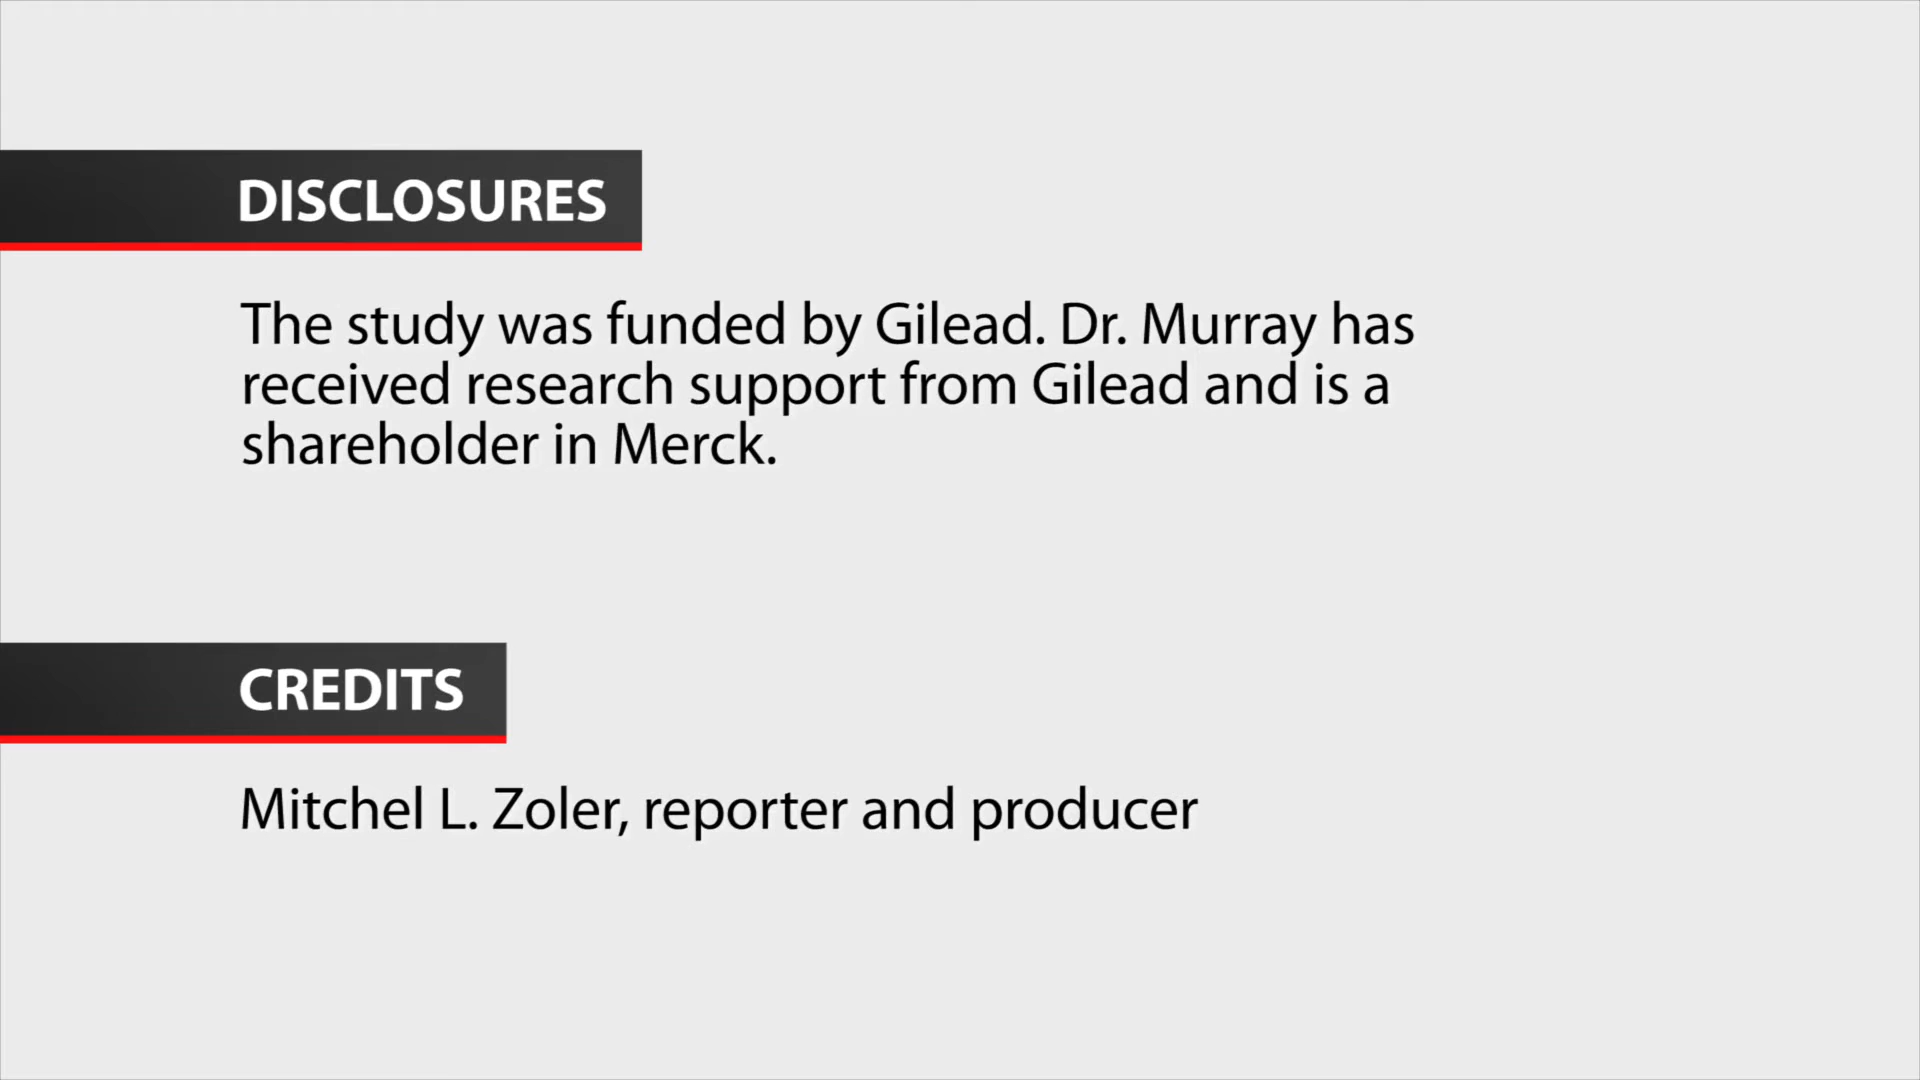 DISCLOSURES
The study was funded by Gilead. Dr. Murray has
received research support from Gilead and is a
shareholder in Merck.
CREDITS
Mitchel L. Zoler, reporter and producer